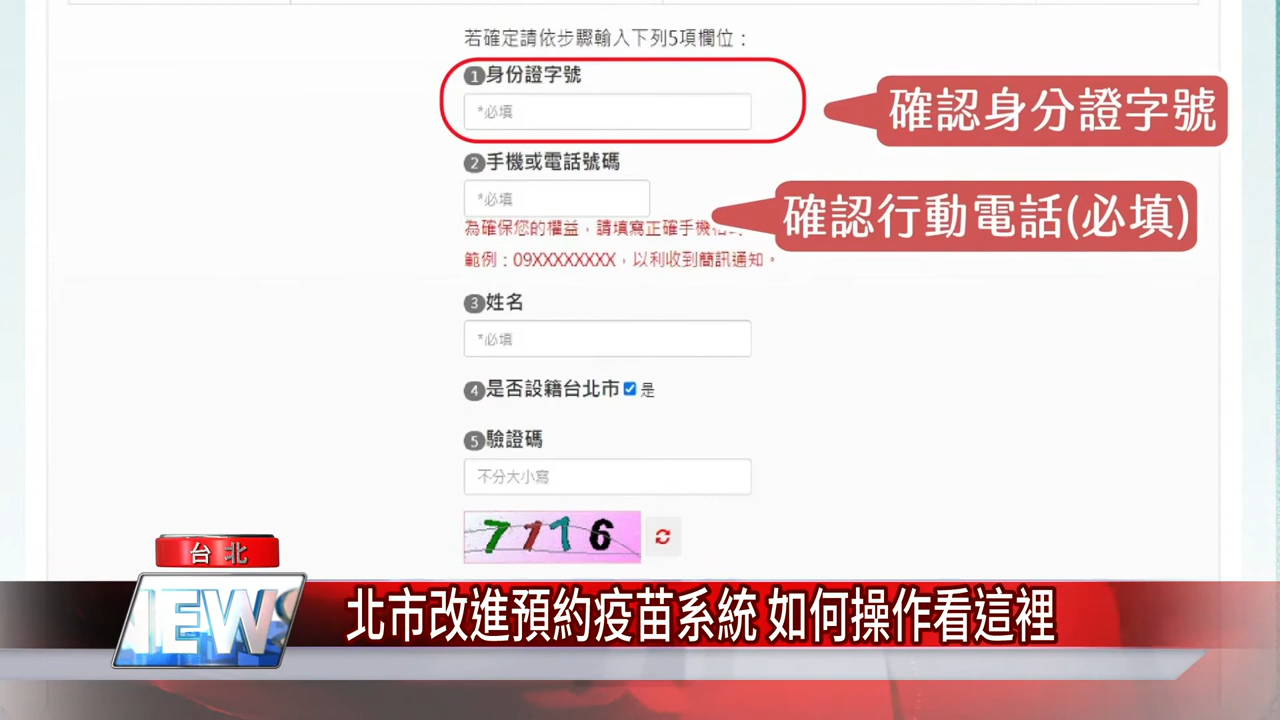 若確定請依步驟輸入下列5項欄位：
1身份證字號
*必填
確認身分證字號
2手機或電話號碼
*必填
確認行動電話(必填)
為確保您的權益，請填寫正確手機
範例：09XXXXXXXX，以利收到簡訊通知。
3姓名
*必填
4是否設籍台北市 是
5驗證碼
不分大小寫
7116
台北
NEWS
北市改進預約疫苗系統 如何操作看這裡